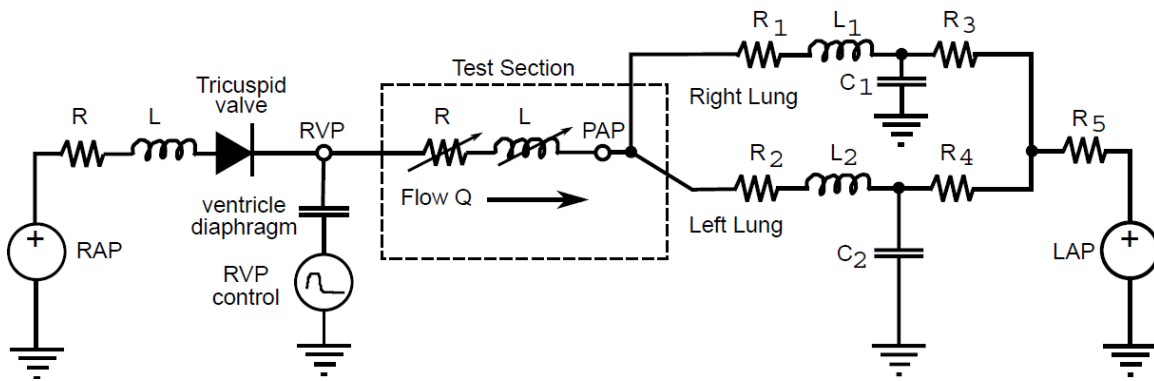 R1
L1
R3
Test Section
Tricuspid
valve
C1
R
L
RVP
R
L
PAP
Right Lung
R5
R2
L2
R4
Flow Q
ventricle
diaphragm
Left Lung
+
RAP
C2
+
LAP
RVP
control